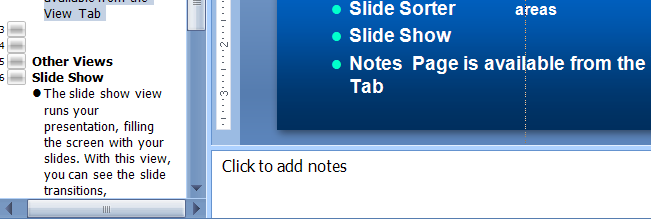 available from the
View Tab
3
4
5 Other Views
6 Slide Show
The slide show view
runs your
presentation, filling
the screen with your
slides. With this view,
you can see the slide
transitions,
2
3
Slide Sorter
areas
Slide Show
Notes Page is available from the
Tab
Click to add notes